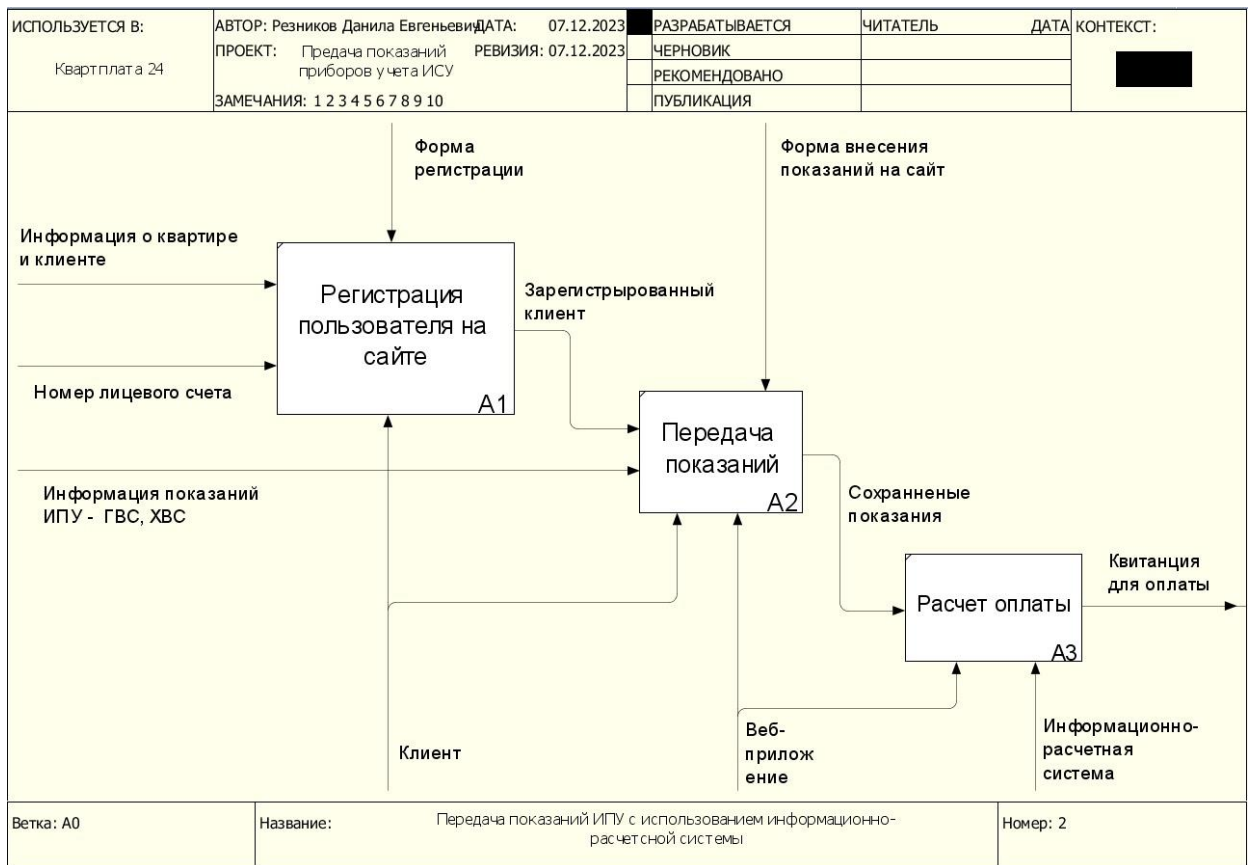 ИСПОЛЬЗУЕТСЯ В:
Квартплата 24
АВТОР: Резников Данила Евгеньевич
ДАТА: 07.12.2023
ПРОЕКТ: Предача показаний
приборов учета ИСУ
РЕВИЗИЯ: 07.12.2023
ЗАМЕЧАНИЯ: 1 2 3 4 5 6 7 8 9 10
РАЗРАБАТЫВАЕТСЯ
ЧЕРНОВИК
РЕКОМЕНДОВАНО
ПУБЛИКАЦИЯ
ЧИТАТЕЛЬ
ДАТА
КОНТЕКСТ:
Форма
регистрации
Форма внесения
показаний на сайт
Информация о квартире
и клиенте
Регистрация
пользователя на
сайте
A1
Зарегистрырованный
клиент
Номер лицевого счета
Передача
показаний
A2
Информация показаний
ИПУ - ГВС, ХВС
Сохранненые
показания
Расчет оплаты
A3
Квитанция
для оплаты
Клиент
Веб-
прилож
ение
Информационно-
расчетная
система
Ветка: A0
Название:
Передача показаний ИПУ с использованием информационно-
расчетсной системы
Номер: 2